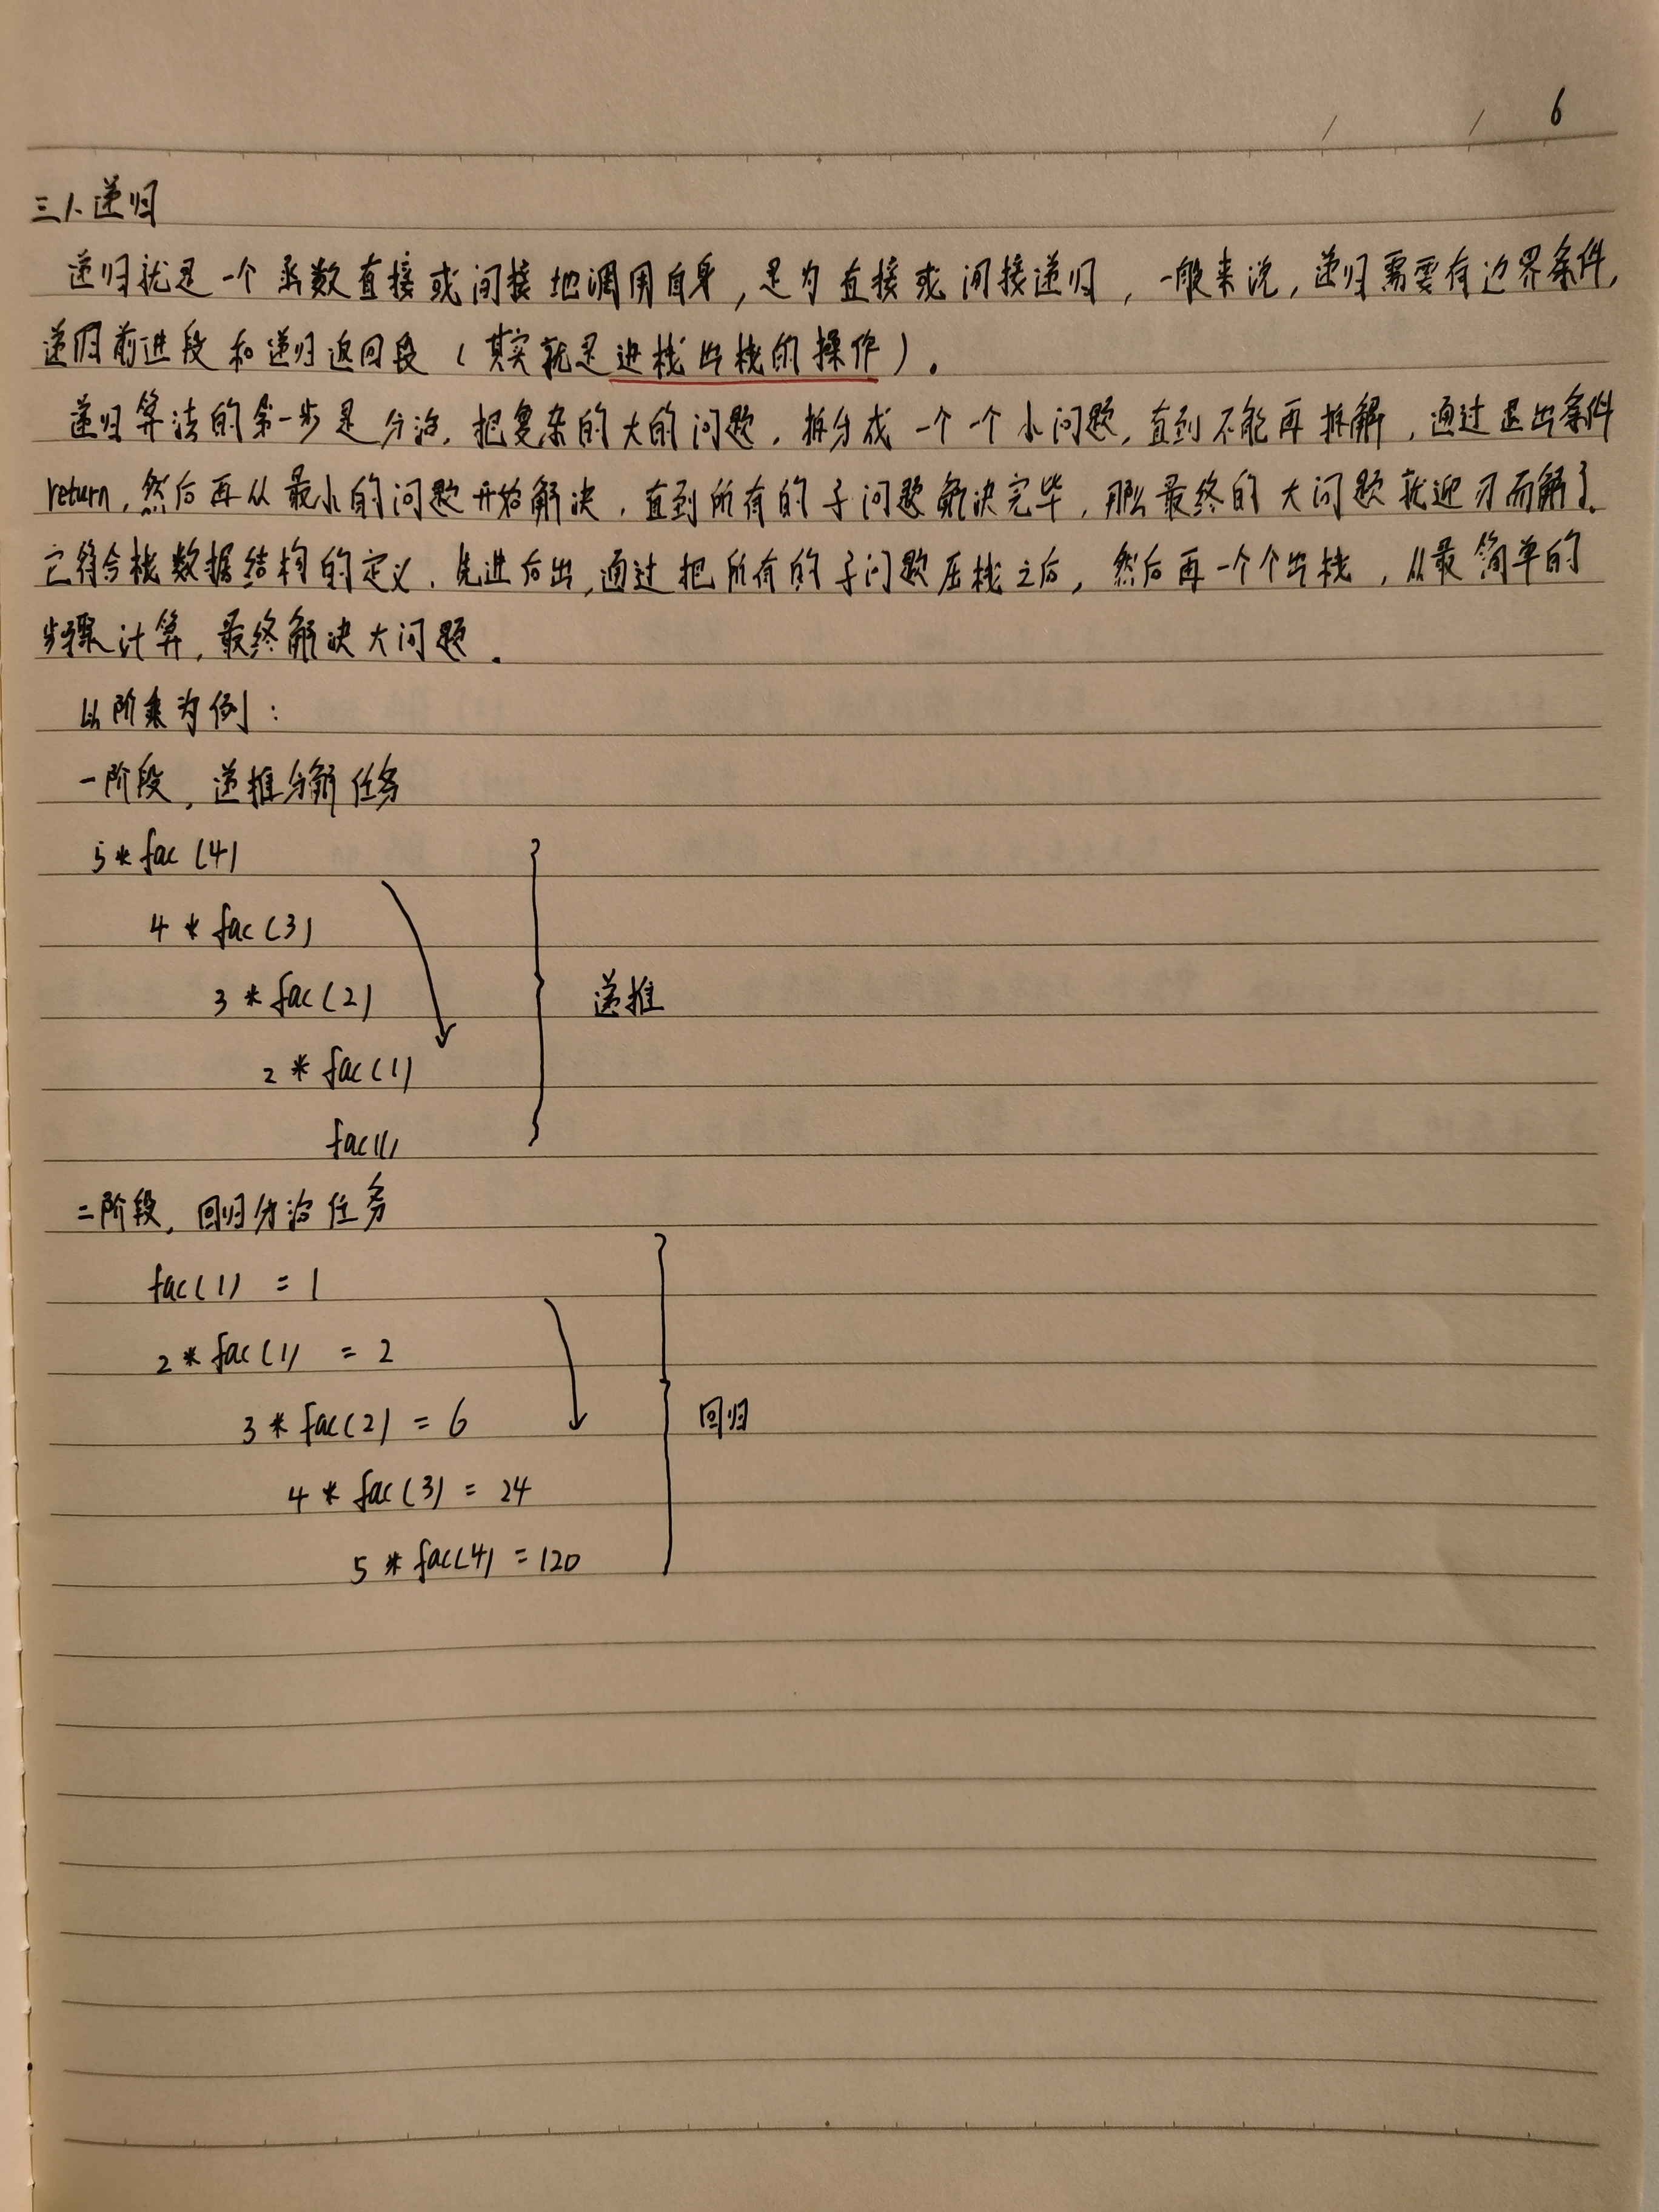 6
三、1. 递归
递归就是一个函数直接或间接地调用自身，是为直接或间接递归，一般来说，递归需要有边界条件，
递归前进段和递归返回段（其实就是进栈出栈的操作）。
递归算法的第一步是分治，把复杂的大的问题，拆分成一个一个小问题，直到不能再拆解，通过退出条件
return，然后再从最小的问题开始解决，直到所有的子问题解决完毕，那么最终的大问题就迎刃而解了。
它符合栈数据结构的定义，先进后出，通过把所有的子问题压栈之后，然后再一个个出栈，从最简单的
步骤计算，最终解决大问题。
以阶乘为例：
一阶段，递推分解任务
5 * fac (4)
4 * fac (3)
3 * fac (2)
递推
2 * fac (1)
fac(1)
二阶段，回归分治任务
fac(1) = 1
2 * fac(1) = 2
3 * fac(2) = 6
回归
4 * fac(3) = 24
5 * fac(4) = 120